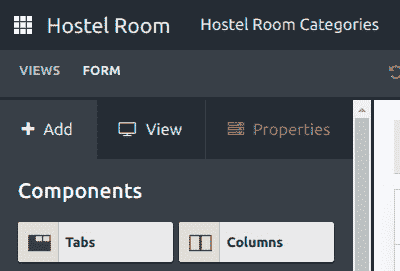 Hostel Room Hostel Room Categories
VIEWS FORM
Add View Properties
Components
Tabs Columns